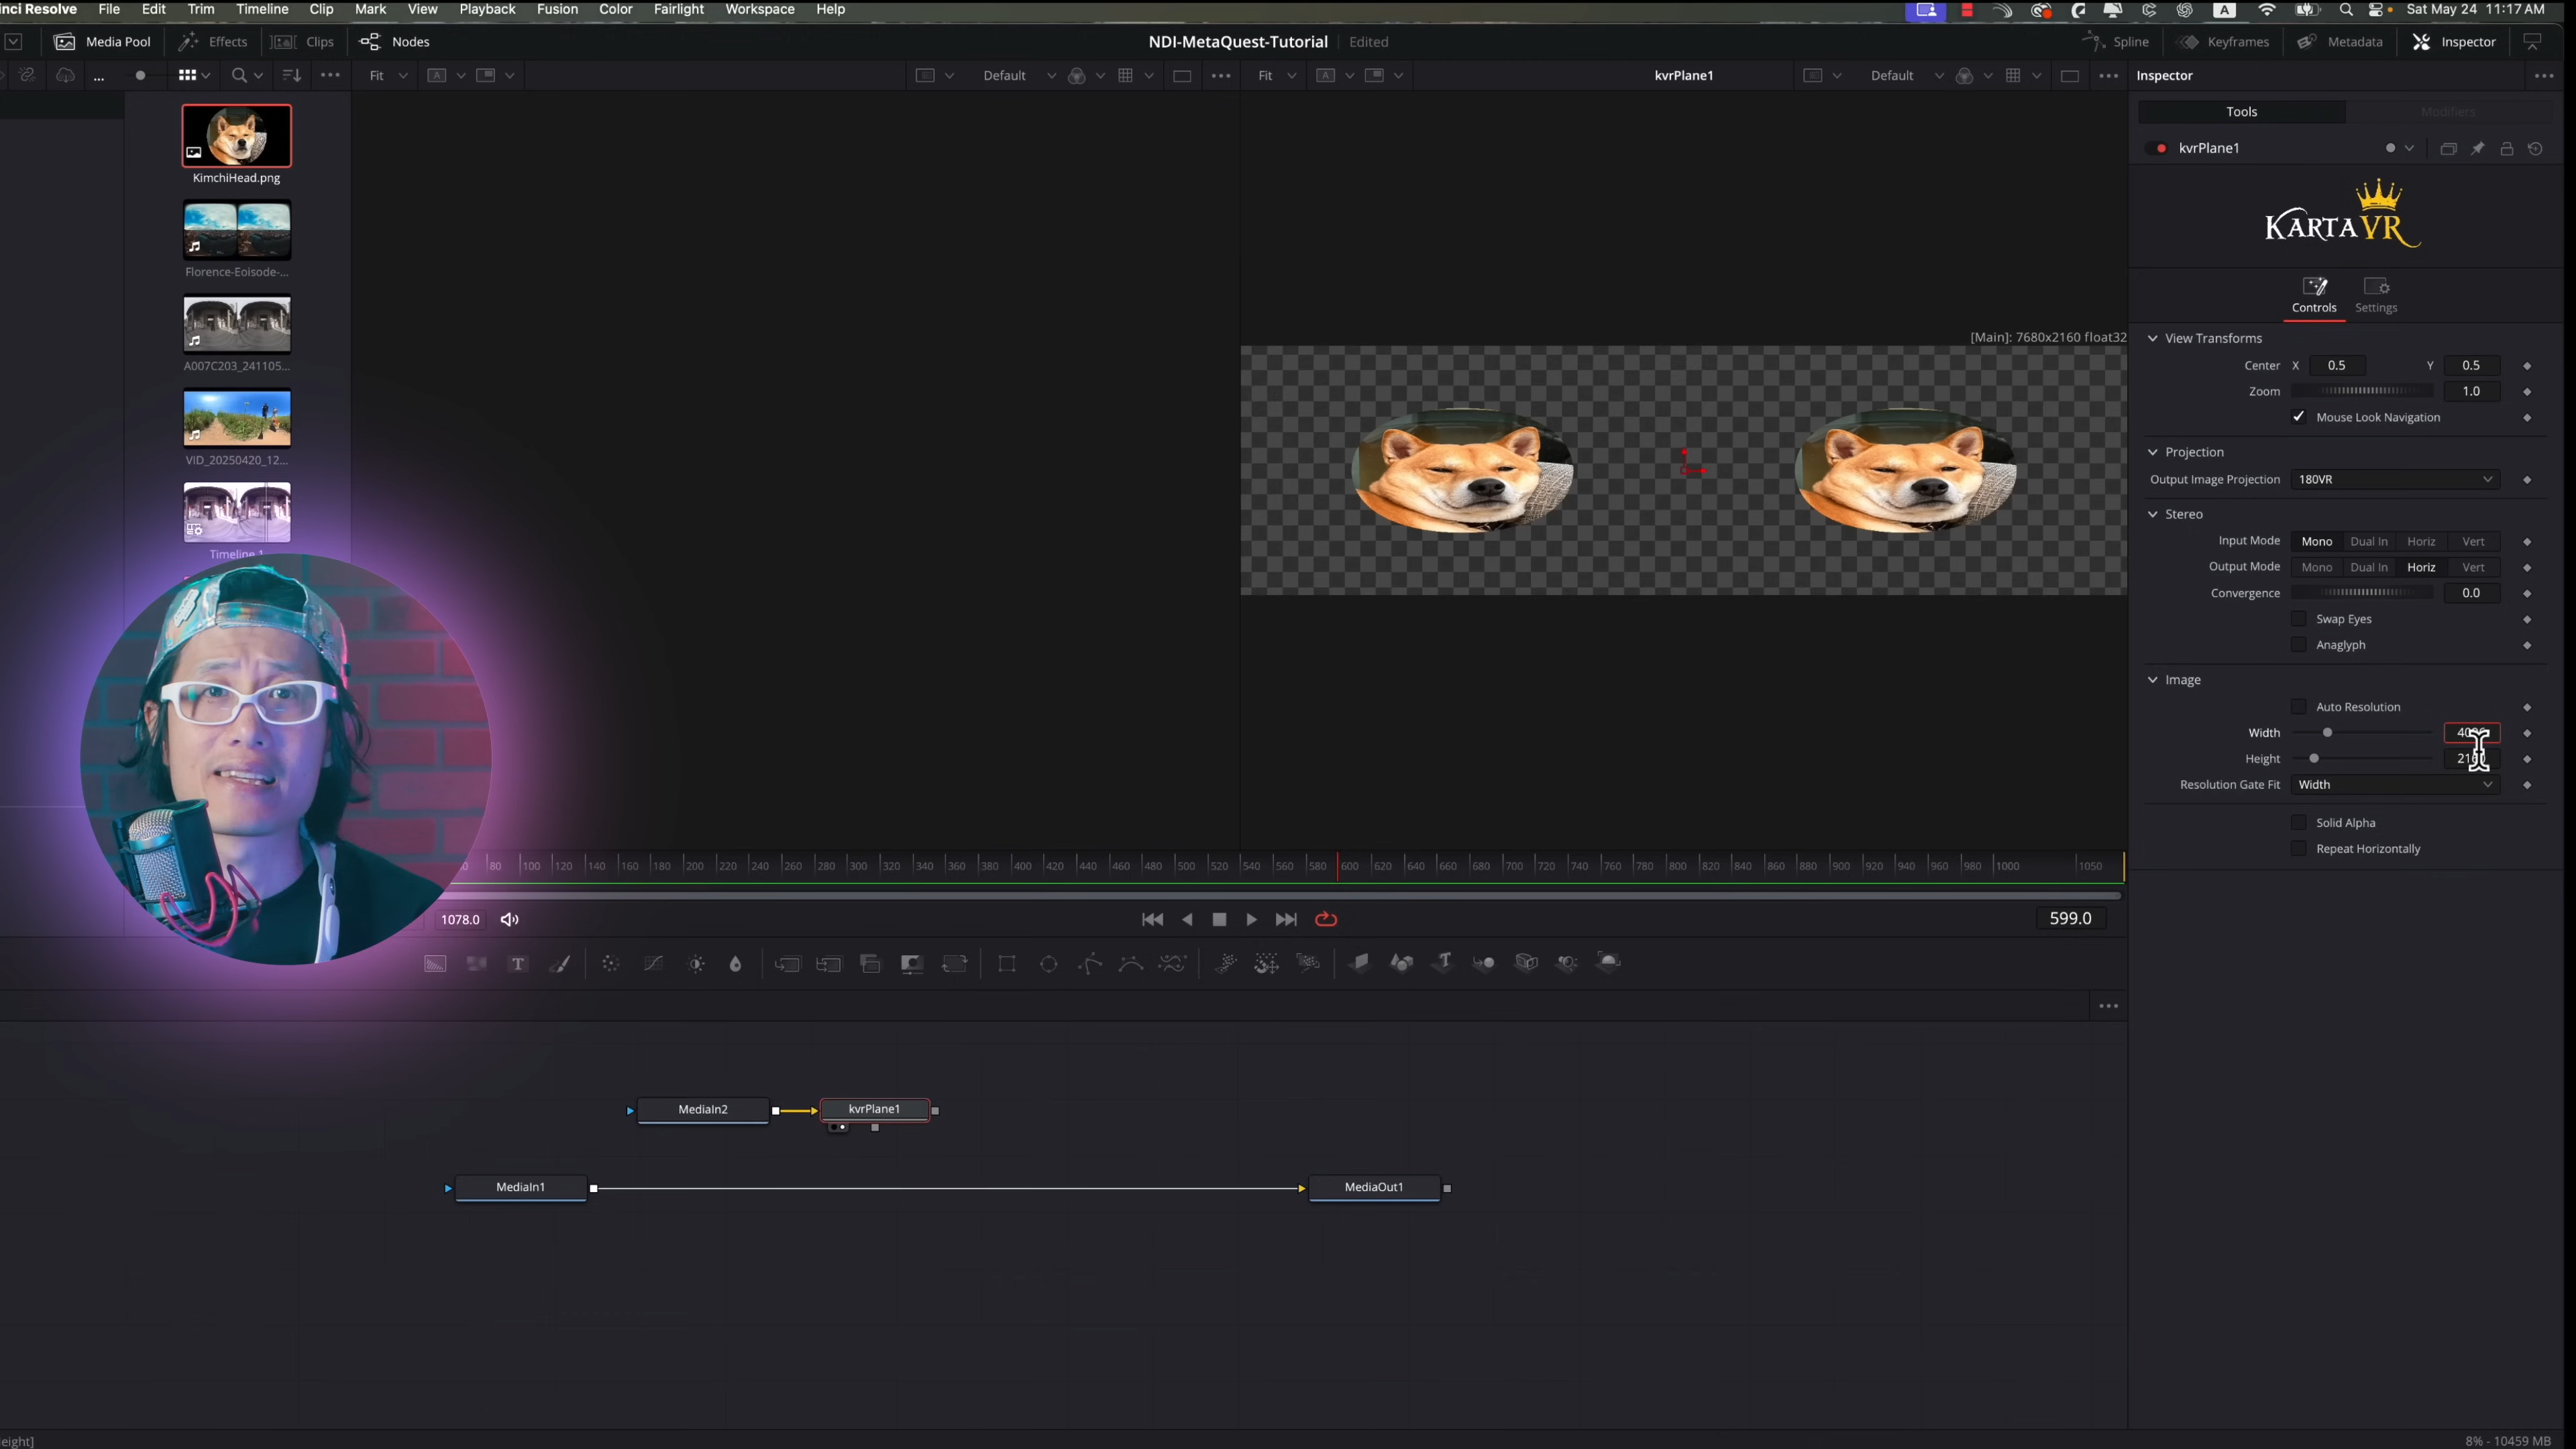 inci Resolve File Edit Trim Timeline Clip Mark View Playback Fusion Color Fairlight Workspace Help A Sat May 24 11:17 AM
Media Pool Effects Clips Nodes NDI-MetaQuest-Tutorial Edited Spline Keyframes Metadata Inspector
... Fit A Default ... Fit A kvrPlane1 Default ... Inspector ...
Tools Modifiers
kvrPlane1
KimchiHead.png
KARTAVR
Florence-Eoisode-...
Controls Settings
[Main]: 7680x2160 float32
View Transforms
A007C203_241105...
Center X 0.5 Y 0.5
Zoom 1.0
Mouse Look Navigation
VID_20250420_12...
Projection
Output Image Projection 180VR
Stereo
Input Mode Mono Dual In Horiz Vert
Timeline 1
Output Mode Mono Dual In Horiz Vert
Convergence 0.0
Swap Eyes
Anaglyph
Image
Auto Resolution
Width
Height
Resolution Gate Fit Width
Solid Alpha
Repeat Horizontally
80 100 120 140 160 180 200 220 240 260 280 300 320 340 360 380 400 420 440 460 480 500 520 540 560 580 600 620 640 660 680 700 720 740 760 780 800 820 840 860 880 900 920 940 960 980 1000 1050
1078.0 599.0
T T
MediaIn2 kvrPlane1
MediaIn1 MediaOut1
eight] 8% - 10459 MB